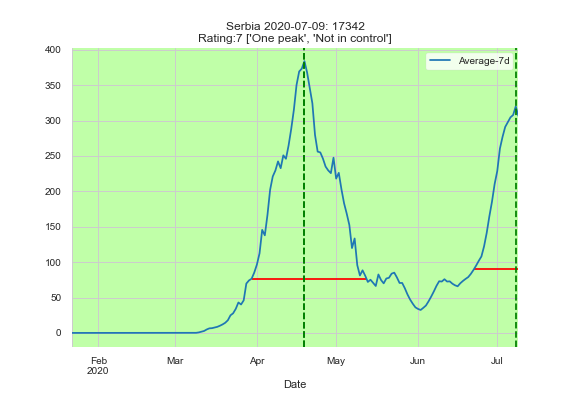 Serbia 2020-07-09: 17342
Rating:7 ['One peak', 'Not in control']
Average-7d
400
350
300
250
200
150
100
50
0
Feb
2020
Mar
Apr
May
Jun
Jul
Date